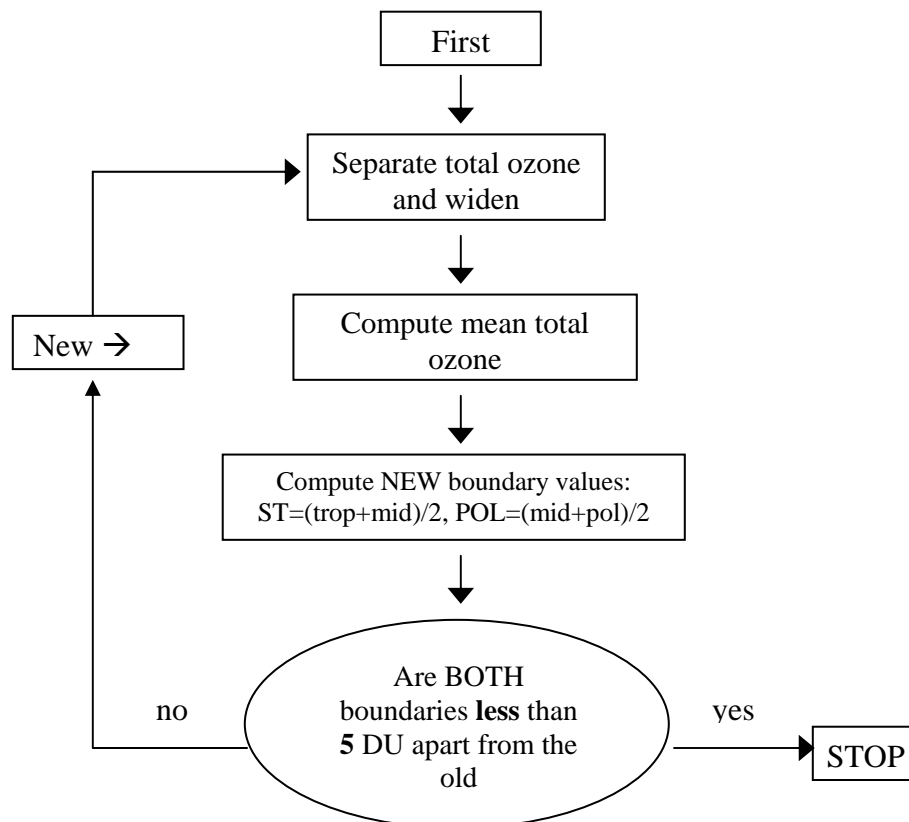 First
Separate total ozone
and widen
Compute mean total
ozone
New →
Compute NEW boundary values:
ST=(trop+mid)/2, POL=(mid+pol)/2
Are BOTH
boundaries less than
5 DU apart from the
old
no
yes
STOP